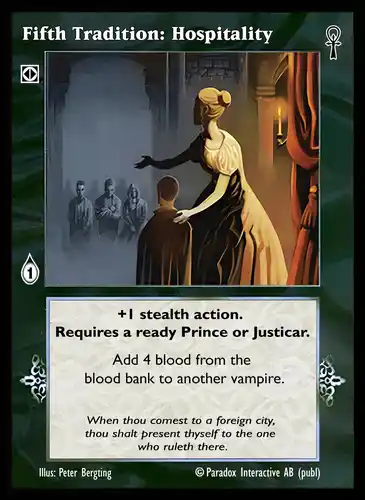 Fifth Tradition: Hospitality
1
+1 stealth action.
Requires a ready Prince or Justicar.
Add 4 blood from the
blood bank to another vampire.
When thou comest to a foreign city,
thou shalt present thyself to the one
who ruleth there.
Illus: Peter Bergting
© Paradox Interactive AB (publ)